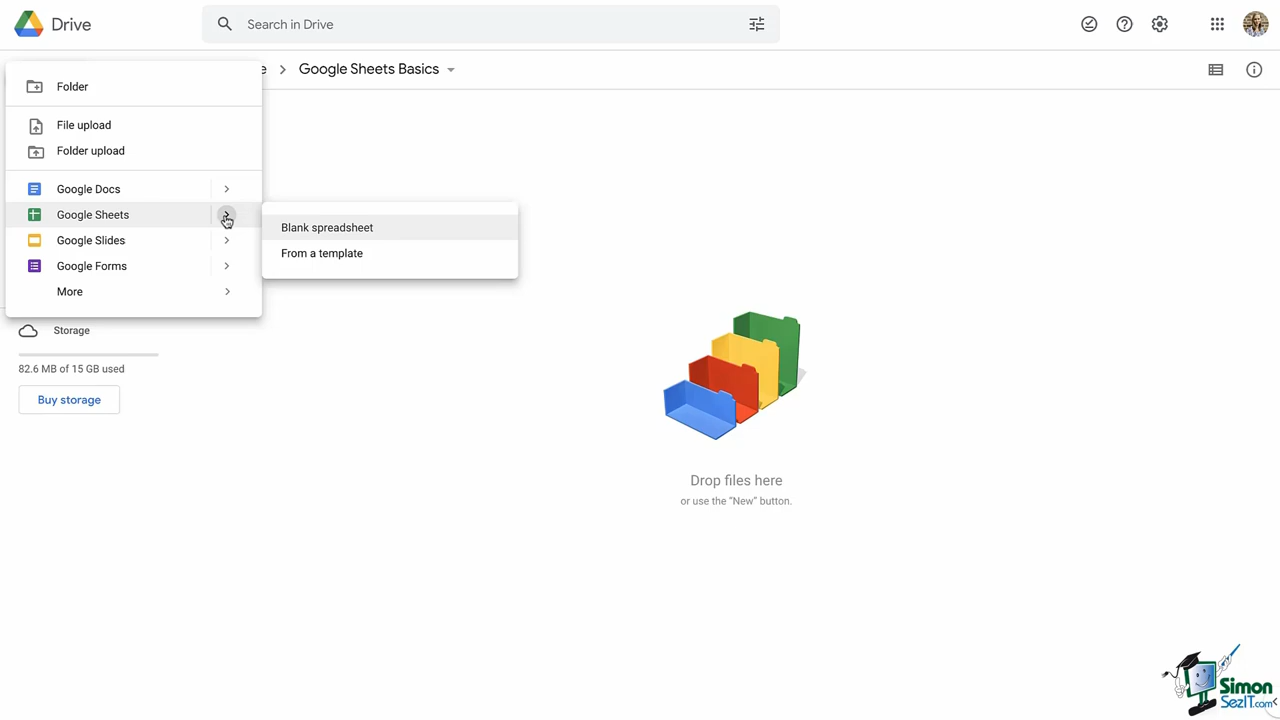 Drive
Search in Drive
e
Google Sheets Basics
Folder
File upload
Folder upload
Google Docs
Google Sheets
Google Slides
Google Forms
More
Blank spreadsheet
From a template
Storage
82.6 MB of 15 GB used
Buy storage
Drop files here
or use the “New” button.
Simon
SezIT.com